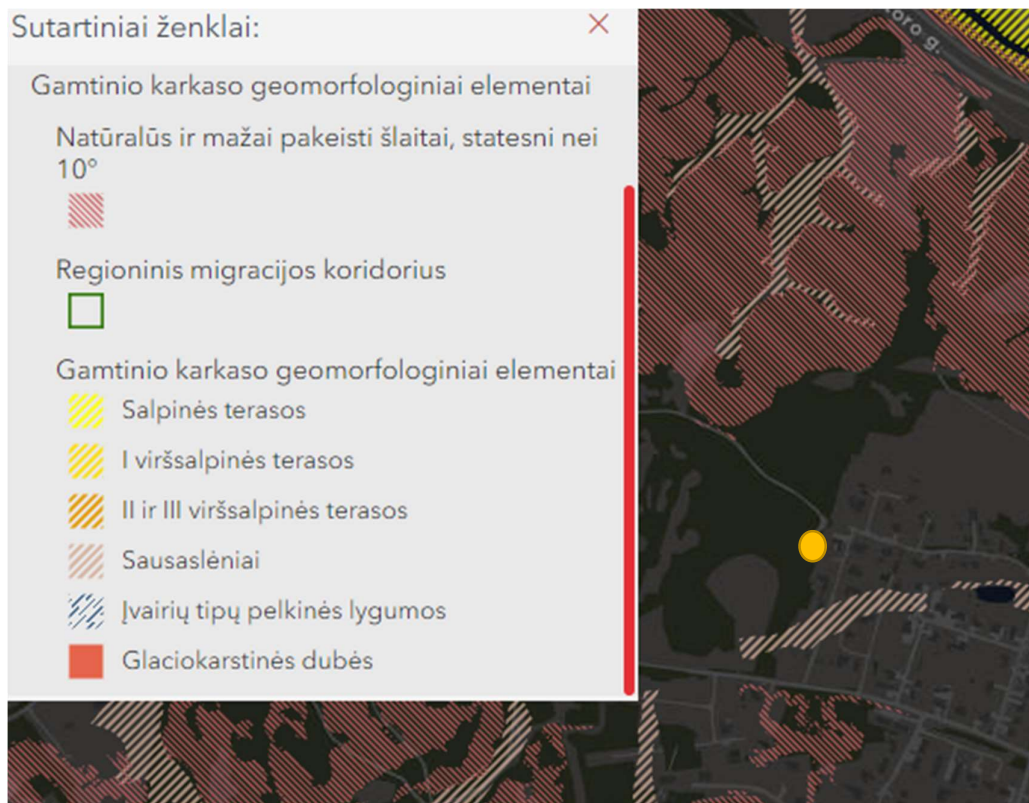 Sutartiniai ženklai:
Gamtinio karkaso geomorfologiniai elementai
Natūralūs ir mažai pakeisti šlaitai, statesni nei
10°
Regioninis migracijos koridorius
Gamtinio karkaso geomorfologiniai elementai
Salpinės terasos
I viršsalpinės terasos
II ir III viršsalpinės terasos
Sausaslėniai
Įvairių tipų pelkinės lygumos
Glaciokarstinės dubės
g.